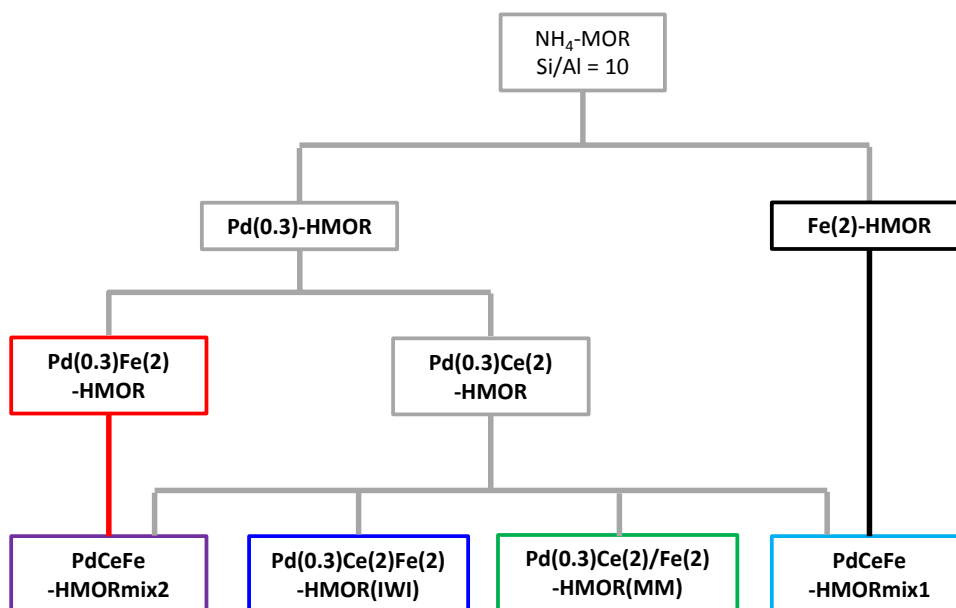 NH₄-MOR
Si/Al = 10
Pd(0.3)-HMOR
Fe(2)-HMOR
Pd(0.3)Fe(2)
-HMOR
Pd(0.3)Ce(2)
-HMOR
PdCeFe
-HMORmix2
Pd(0.3)Ce(2)Fe(2)
-HMOR(IWI)
Pd(0.3)Ce(2)/Fe(2)
-HMOR(MM)
PdCeFe
-HMORmix1